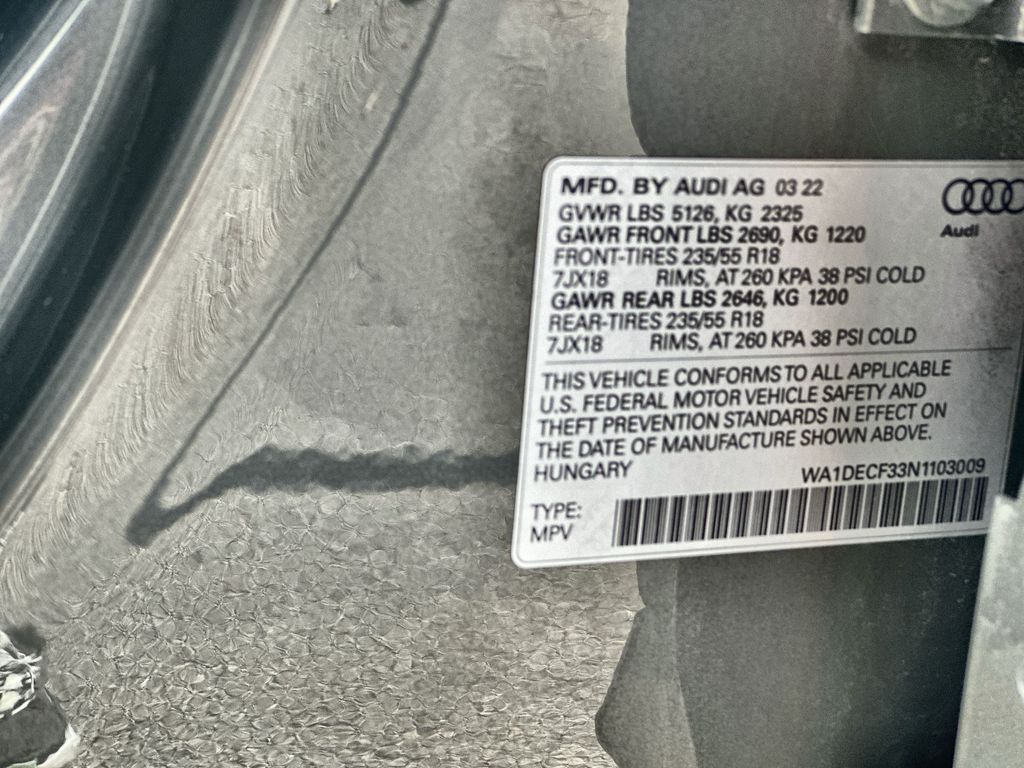 MFD. BY AUDI AG 03 22
GVWR LBS 5126, KG 2325
GAWR FRONT LBS 2690, KG 1220
FRONT-TIRES 235/55 R18
7JX18 RIMS, AT 260 KPA 38 PSI COLD
GAWR REAR LBS 2646, KG 1200
REAR-TIRES 235/55 R18
7JX18 RIMS, AT 260 KPA 38 PSI COLD
Audi
THIS VEHICLE CONFORMS TO ALL APPLICABLE
U.S. FEDERAL MOTOR VEHICLE SAFETY AND
THEFT PREVENTION STANDARDS IN EFFECT ON
THE DATE OF MANUFACTURE SHOWN ABOVE.
HUNGARY WA1DECF33N1103009
TYPE:
MPV